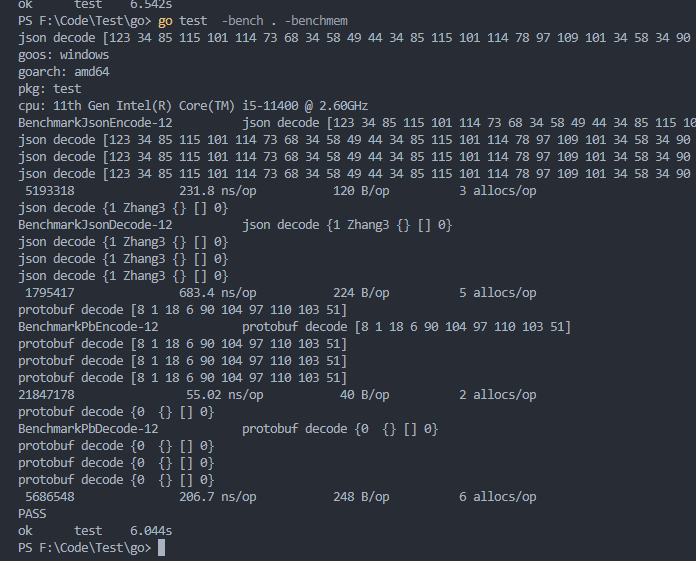 ok      test    6.542s
PS F:\Code\Test\go> go test  -bench . -benchmem
json decode [123 34 85 115 101 114 73 68 34 58 49 44 34 85 115 101 114 78 97 109 101 34 58 34 90
goos: windows
goarch: amd64
pkg: test
cpu: 11th Gen Intel(R) Core(TM) i5-11400 @ 2.60GHz
BenchmarkJsonEncode-12          json decode [123 34 85 115 101 114 73 68 34 58 49 44 34 85 115 10
json decode [123 34 85 115 101 114 73 68 34 58 49 44 34 85 115 101 114 78 97 109 101 34 58 34 90
json decode [123 34 85 115 101 114 73 68 34 58 49 44 34 85 115 101 114 78 97 109 101 34 58 34 90
json decode [123 34 85 115 101 114 73 68 34 58 49 44 34 85 115 101 114 78 97 109 101 34 58 34 90
 5193318               231.8 ns/op           120 B/op          3 allocs/op
json decode {1 Zhang3 {} [] 0}
BenchmarkJsonDecode-12          json decode {1 Zhang3 {} [] 0}
json decode {1 Zhang3 {} [] 0}
json decode {1 Zhang3 {} [] 0}
json decode {1 Zhang3 {} [] 0}
 1795417               683.4 ns/op           224 B/op          5 allocs/op
protobuf decode [8 1 18 6 90 104 97 110 103 51]
BenchmarkPbEncode-12            protobuf decode [8 1 18 6 90 104 97 110 103 51]
protobuf decode [8 1 18 6 90 104 97 110 103 51]
protobuf decode [8 1 18 6 90 104 97 110 103 51]
protobuf decode [8 1 18 6 90 104 97 110 103 51]
21847178                55.02 ns/op           40 B/op          2 allocs/op
protobuf decode {0  {} [] 0}
BenchmarkPbDecode-12            protobuf decode {0  {} [] 0}
protobuf decode {0  {} [] 0}
protobuf decode {0  {} [] 0}
protobuf decode {0  {} [] 0}
 5686548               206.7 ns/op           248 B/op          6 allocs/op
PASS
ok      test    6.044s
PS F:\Code\Test\go>